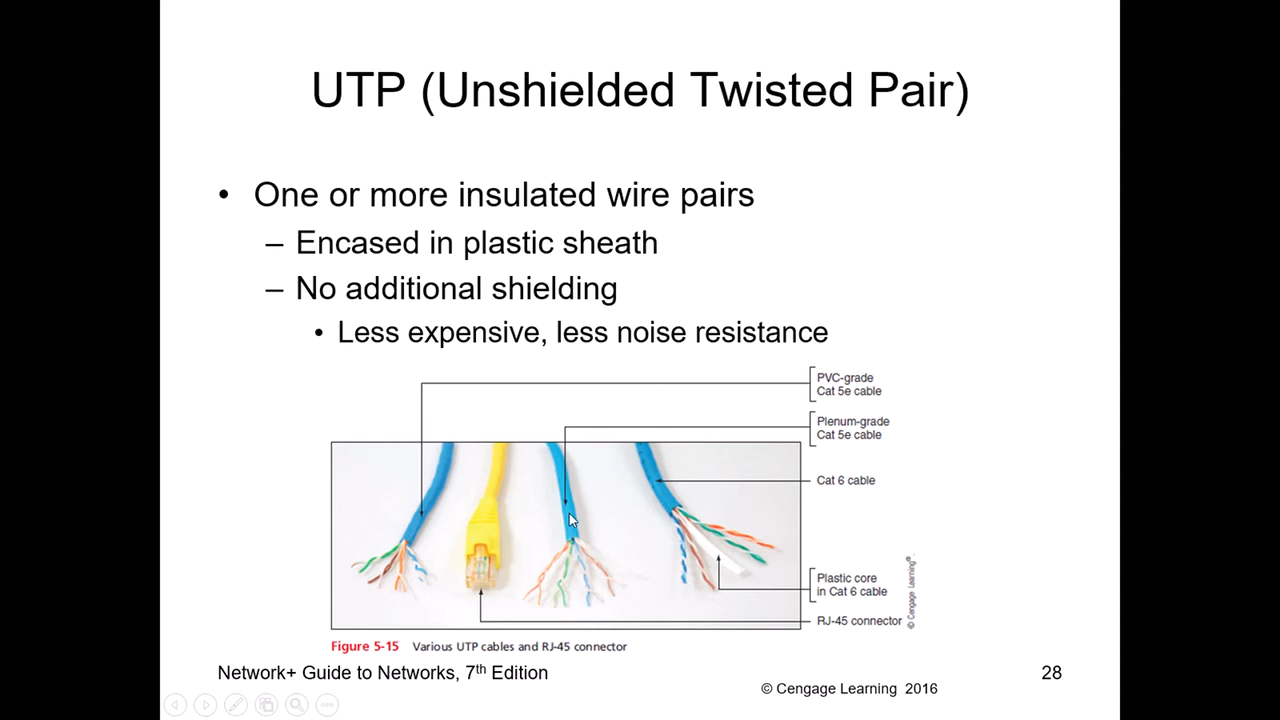 UTP (Unshielded Twisted Pair)
• One or more insulated wire pairs
– Encased in plastic sheath
– No additional shielding
• Less expensive, less noise resistance
PVC-grade
Cat 5e cable
Plenum-grade
Cat 5e cable
Cat 6 cable
Plastic core
in Cat 6 cable
RJ-45 connector
© Cengage Learning®.
Figure 5-15 Various UTP cables and RJ-45 connector
Network+ Guide to Networks, 7th Edition
© Cengage Learning 2016
28